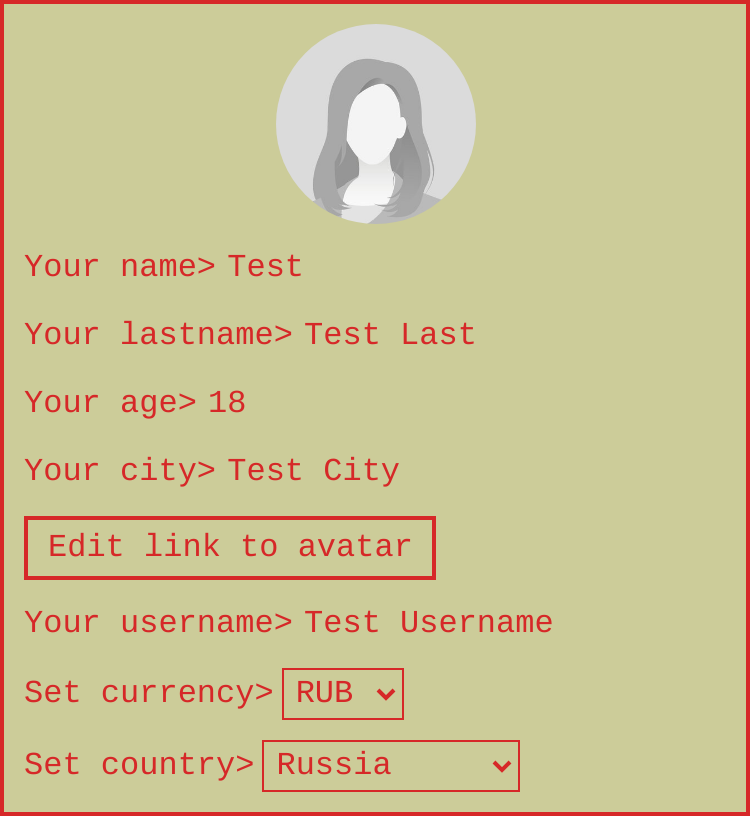 Your name> Test
Your lastname> Test Last
Your age> 18
Your city> Test City
Edit link to avatar
Your username> Test Username
Set currency> RUB
Set country> Russia